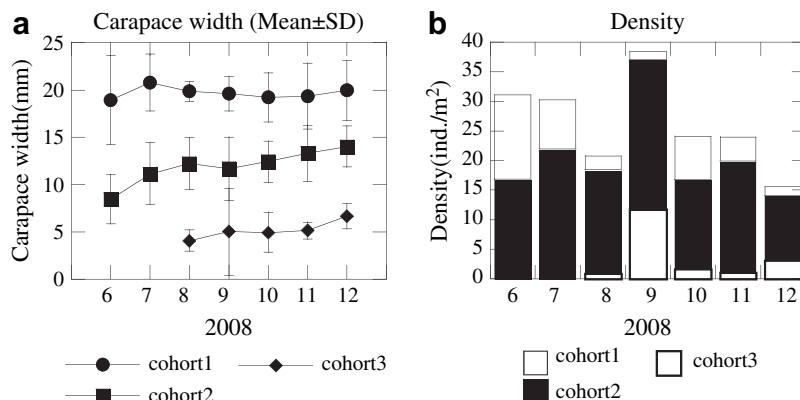 a Carapace width (Mean±SD)
Carapace width(mm)
25
20
15
10
5
0
6 7 8 9 10 11 12
2008
cohort1 cohort3
cohort2
b Density
Density(ind./m²)
40
35
30
25
20
15
10
5
0
6 7 8 9 10 11 12
2008
cohort1 cohort3
cohort2